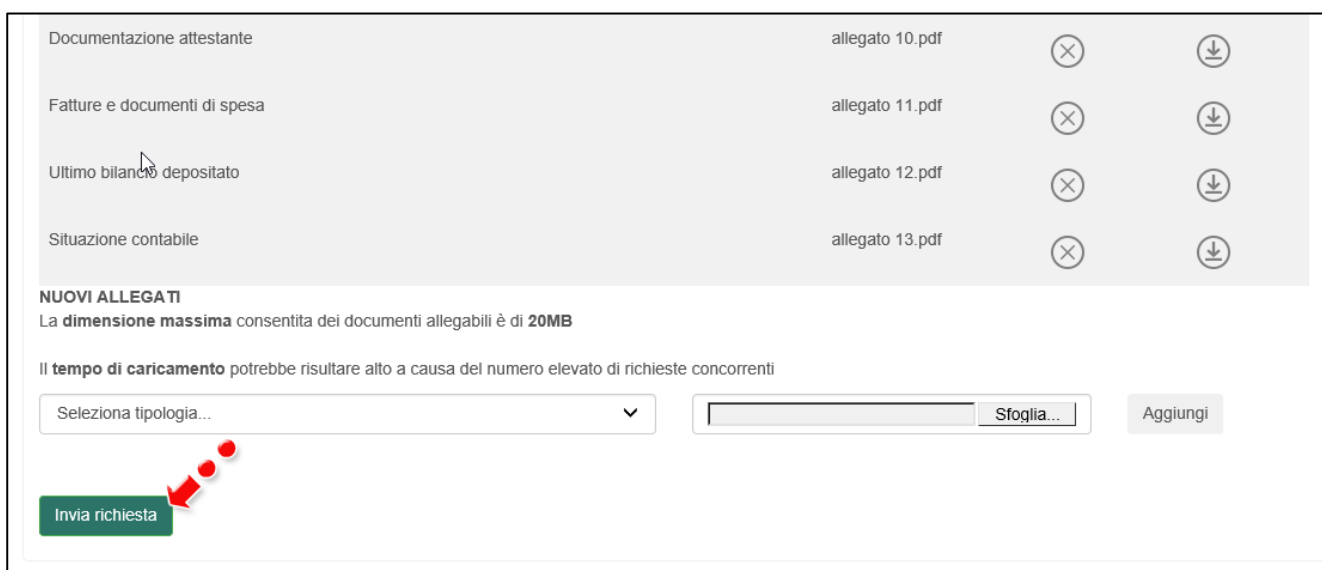 Documentazione attestante allegato 10.pdf
Fatture e documenti di spesa allegato 11.pdf
Ultimo bilancio depositato allegato 12.pdf
Situazione contabile allegato 13.pdf
NUOVI ALLEGATI
La dimensione massima consentita dei documenti allegabili è di 20MB
Il tempo di caricamento potrebbe risultare alto a causa del numero elevato di richieste concorrenti
Seleziona tipologia... Sfoglia... Aggiungi
Invia richiesta